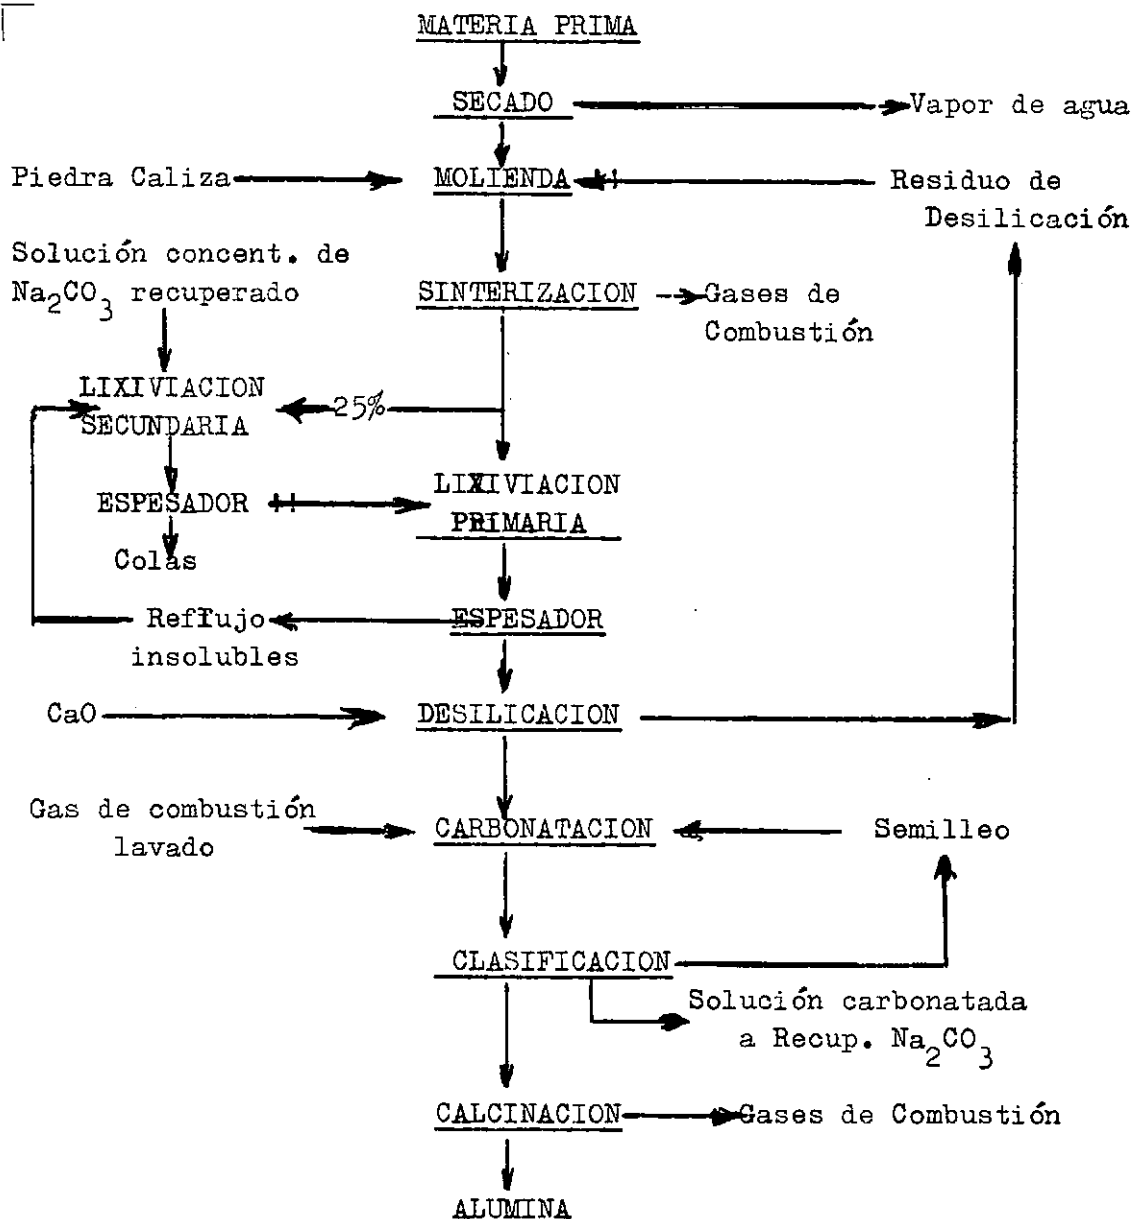 MATERIA PRIMA
SECADO
Vapor de agua
Piedra Caliza
MOLIENDA
Residuo de
Desilicación
Solución concent. de
Na2CO3 recuperado
SINTERIZACION
Gases de
Combustión
LIXIVIACION
SECUNDARIA
25%
ESPESADOR
LIXIVIACION
PRIMARIA
Colas
Reflujo
insolubles
ESPESADOR
CaO
DESILICACION
Gas de combustión
lavado
CARBONATACION
Semilleo
CLASIFICACION
Solución carbonatada
a Recup. Na2CO3
CALCINACION
Gases de Combustión
ALUMINA